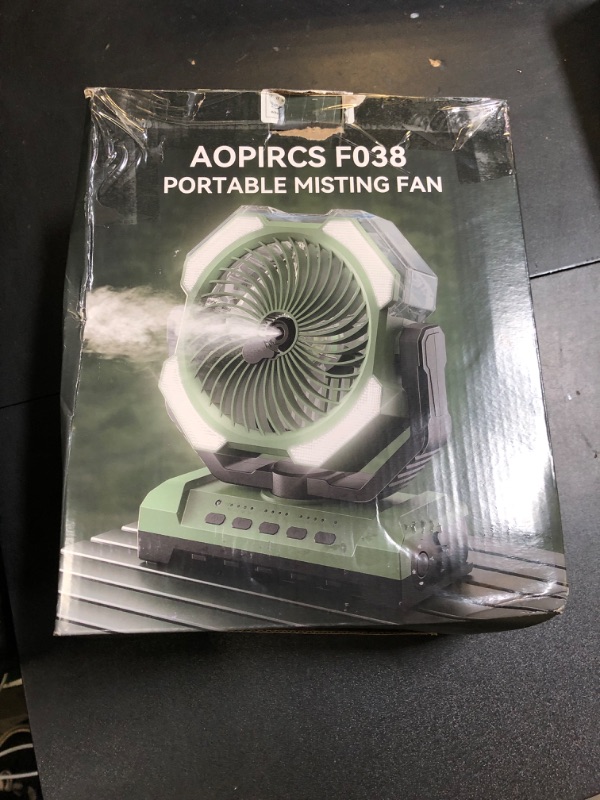 AOPIRCS F038
PORTABLE MISTING FAN